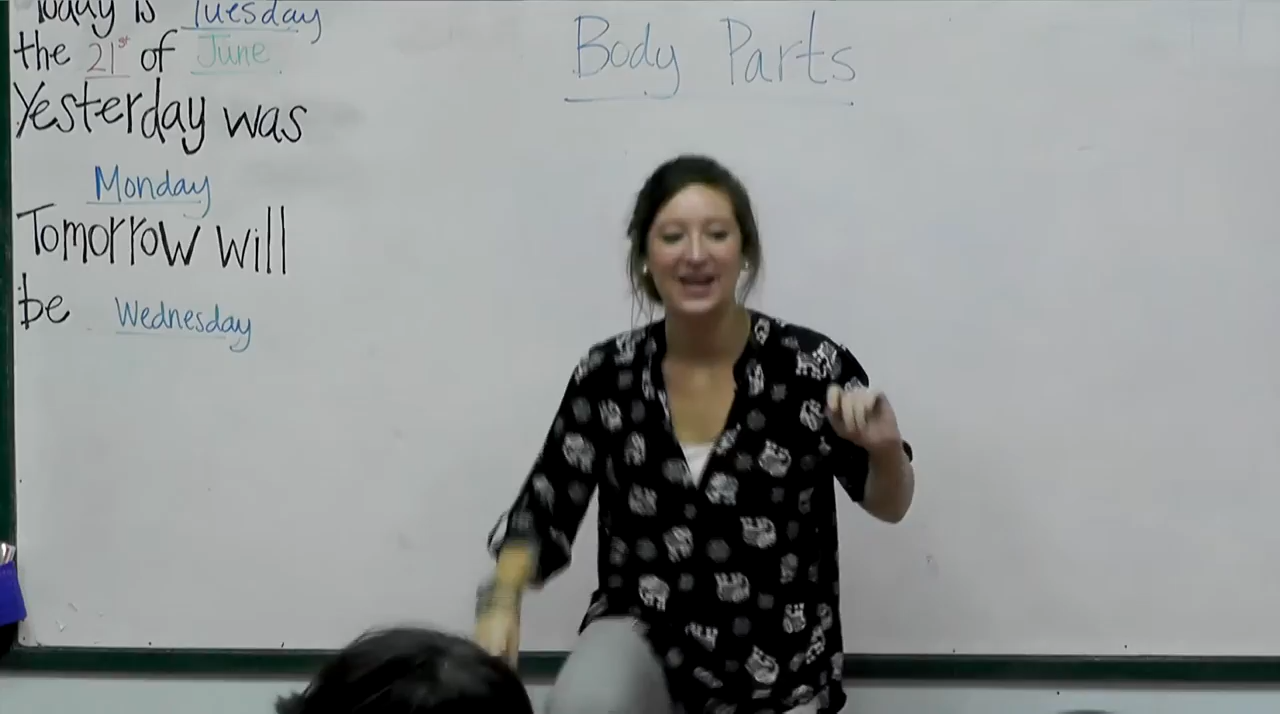 Today is Tuesday
the 21st of June
Yesterday was
Monday
Tomorrow will
be Wednesday
Body Parts